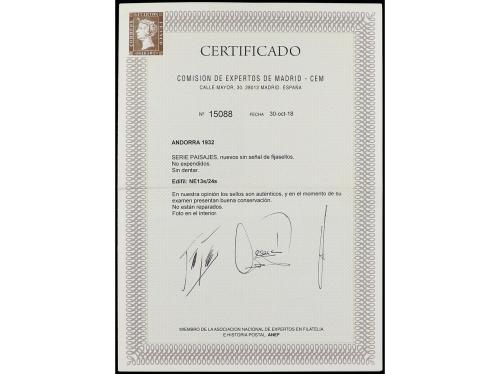 CERTIFICADO
COMISION DE EXPERTOS DE MADRID - CEM
CALLE MAYOR, 30. 28013 MADRID. ESPAÑA
Nº 15088 FECHA 30-oct-18
ANDORRA 1932
SERIE PAISAJES, nuevos sin señal de fijasellos.
No expendidos.
Sin dentar.
Edifil: NE13s/24s
En nuestra opinión los sellos son auténticos, y en el momento de su
examen presentan buena conservación.
No están reparados.
Foto en el interior.
MIEMBRO DE LA ASOCIACION NACIONAL DE EXPERTOS EN FILATELIA
E HISTORIA POSTAL. ANEF